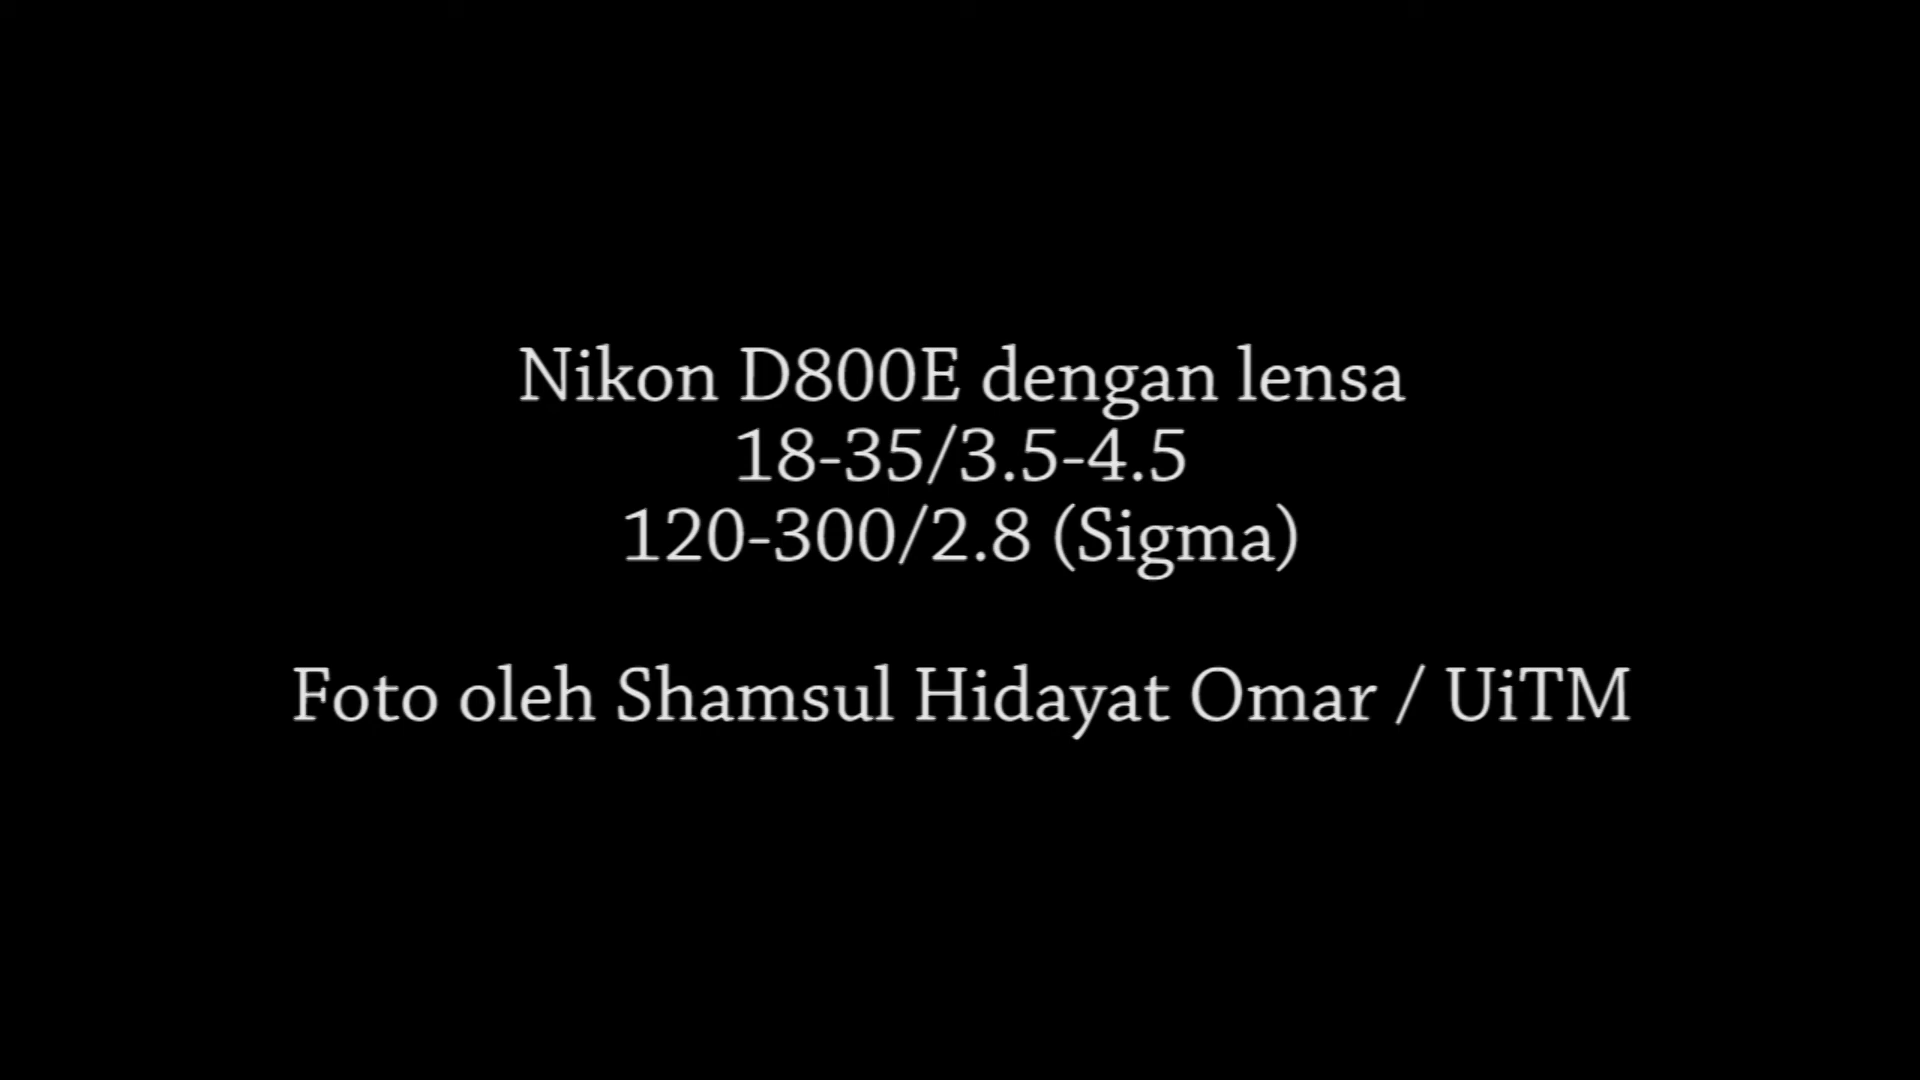 Nikon D800E dengan lensa
18-35/3.5-4.5
120-300/2.8 (Sigma)
Foto oleh Shamsul Hidayat Omar / UiTM